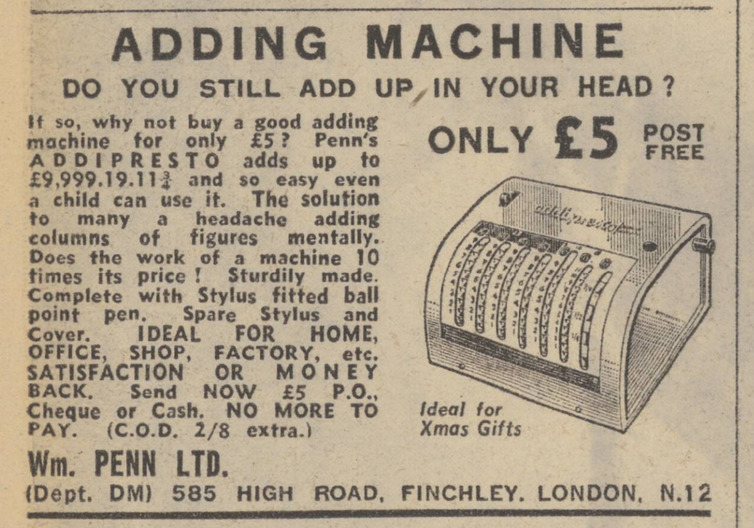 ADDING MACHINE
DO YOU STILL ADD UP IN YOUR HEAD ?
If so, why not buy a good adding
machine for only £5 ? Penn's
ADDIPRESTO adds up to
£9,999.19.11¾ and so easy even
a child can use it. The solution
to many a headache adding
columns of figures mentally.
Does the work of a machine 10
times its price ! Sturdily made.
Complete with Stylus fitted ball
point pen. Spare Stylus and
Cover. IDEAL FOR HOME,
OFFICE, SHOP, FACTORY, etc.
SATISFACTION OR MONEY
BACK. Send NOW £5 P.O.,
Cheque or Cash. NO MORE TO
PAY. (C.O.D. 2/8 extra.)
ONLY £5 POST FREE
addipresto
Ideal for
Xmas Gifts
Wm. PENN LTD.
(Dept. DM) 585 HIGH ROAD, FINCHLEY. LONDON, N.12